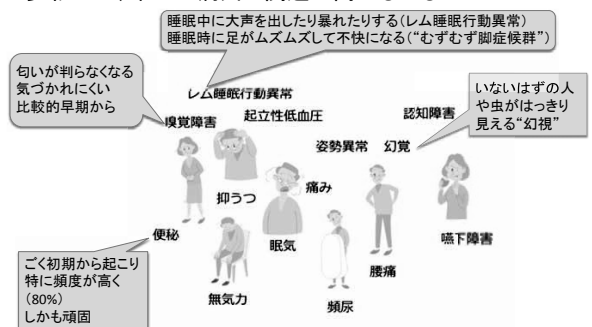 睡眠中に大声を出したり暴れたりする(レム睡眠行動異常)
睡眠時に足がムズムズして不快になる(“むずむず脚症候群”)
匂いが判らなくなる
気づかれにくい
比較的早期から
いないはずの人
や虫がはっきり
見える“幻視”
レム睡眠行動異常
嗅覚障害
起立性低血圧
認知障害
姿勢異常
幻覚
抑うつ
痛み
便秘
眠気
嚥下障害
腰痛
無気力
頻尿
ごく初期から起こり
特に頻度が高く
(80%)
しかも頑固